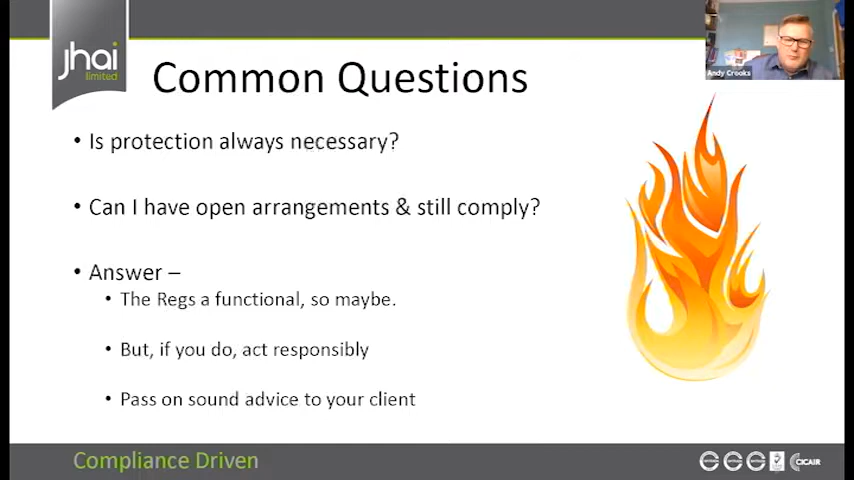 jhai
limited
Common Questions
Andy Crooks
• Is protection always necessary?
• Can I have open arrangements & still comply?
• Answer –
• The Regs a functional, so maybe.
• But, if you do, act responsibly
• Pass on sound advice to your client
Compliance Driven
CICAIR